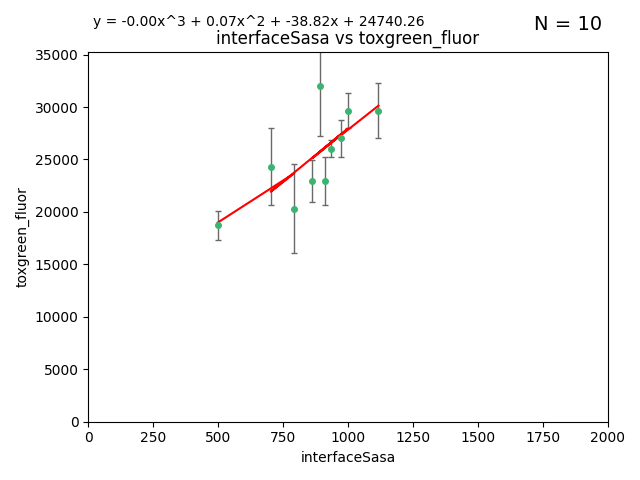 y = -0.00x^3 + 0.07x^2 + -38.82x + 24740.26
N = 10
interfaceSasa vs toxgreen_fluor
35000
30000
25000
20000
15000
10000
5000
0
toxgreen_fluor
0 250 500 750 1000 1250 1500 1750 2000
interfaceSasa